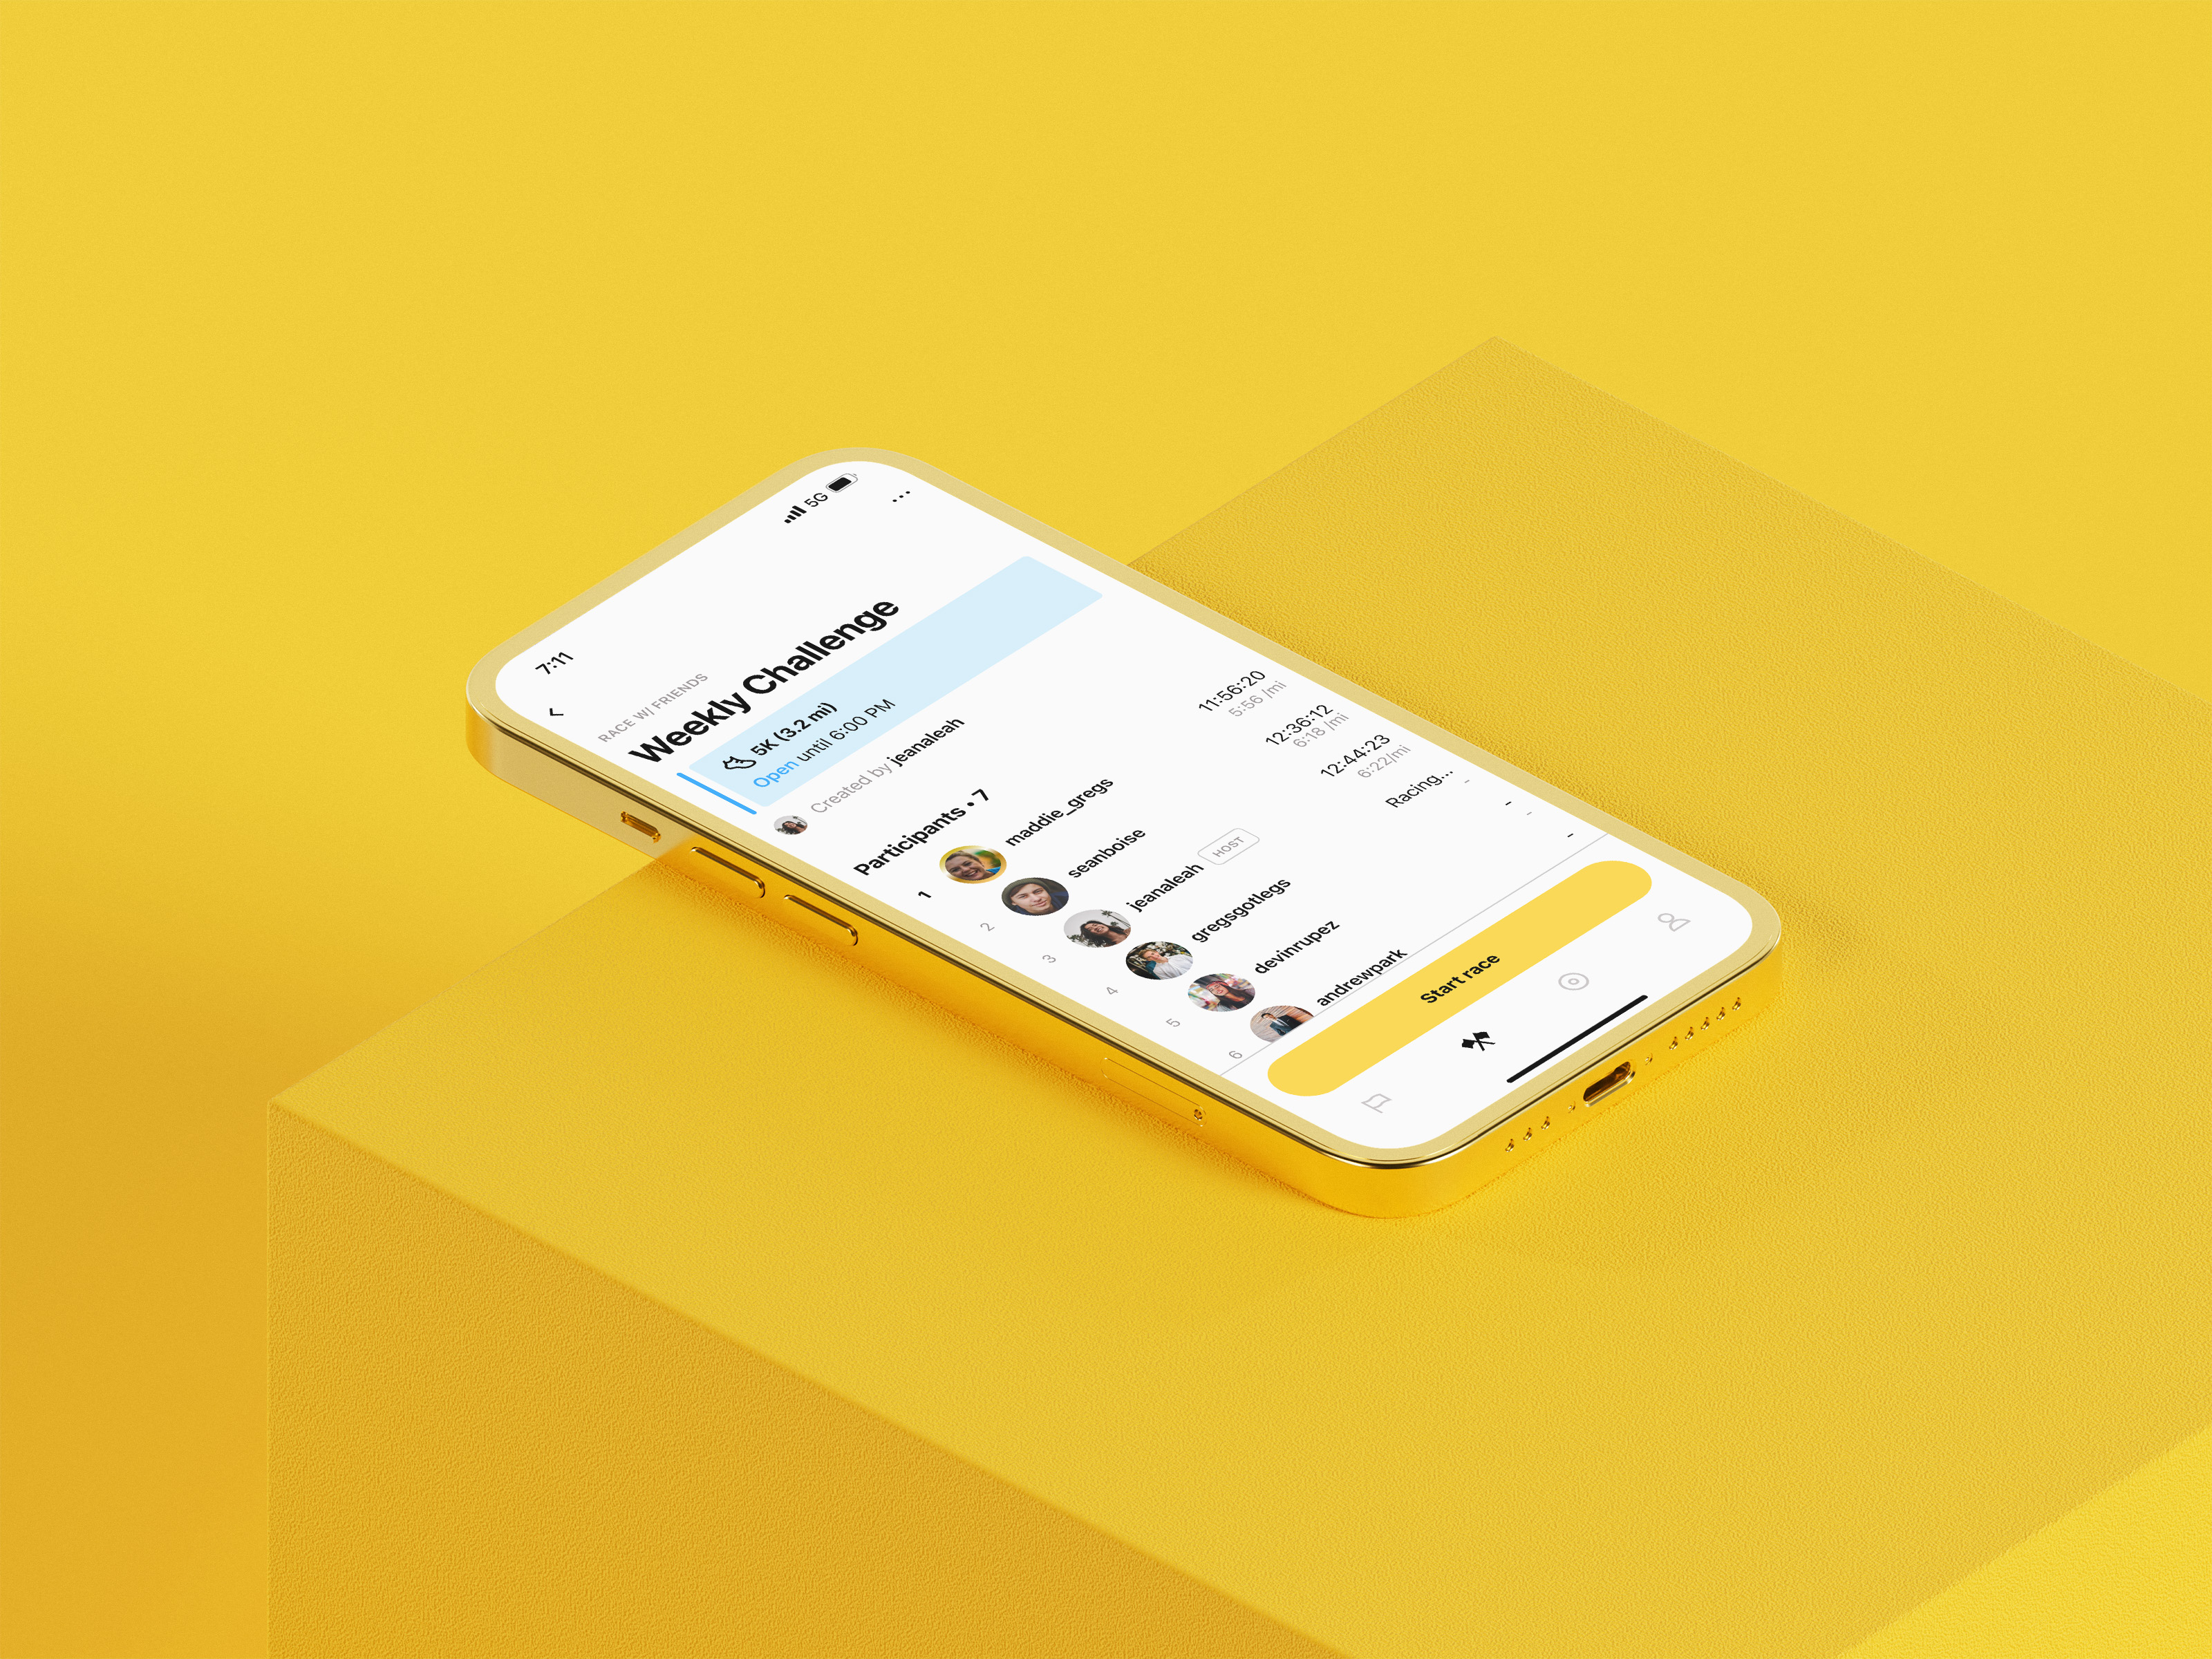 7:11
5G
RACE W/ FRIENDS
Weekly Challenge
5K (3.2 mi)
Open until 6:00 PM
Created by jeanaleah
Participants • 7
1 maddie_gregs 11:56:20
5:56 /mi
2 seanboise 12:36:12
6:18 /mi
3 jeanaleah HOST 12:44:23
6:22/mi
4 gregsgotlegs Racing...
-
5 devinrupez -
-
6 andrewpark -
Start race